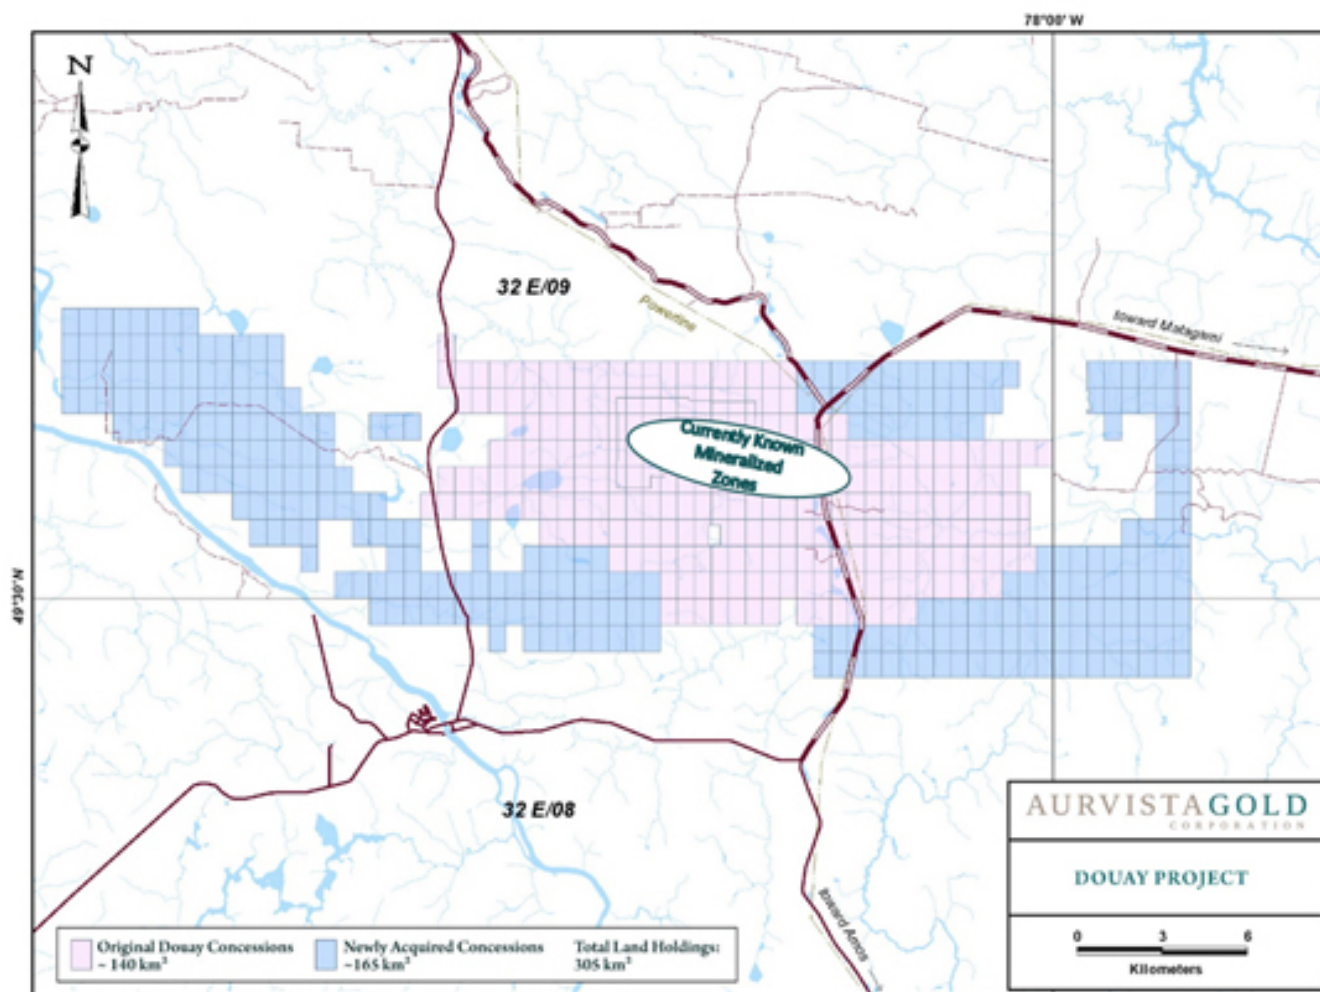 78°00' W
N
32 E/09
Powerline
toward Matagami
Currently Known
Mineralized
Zones
49°30' N
32 E/08
toward Amos
AURVISTAGOLD
CORPORATION
DOUAY PROJECT
0 3 6
Kilometers
Original Douay Concessions
~ 140 km²
Newly Acquired Concessions
~165 km²
Total Land Holdings:
305 km²